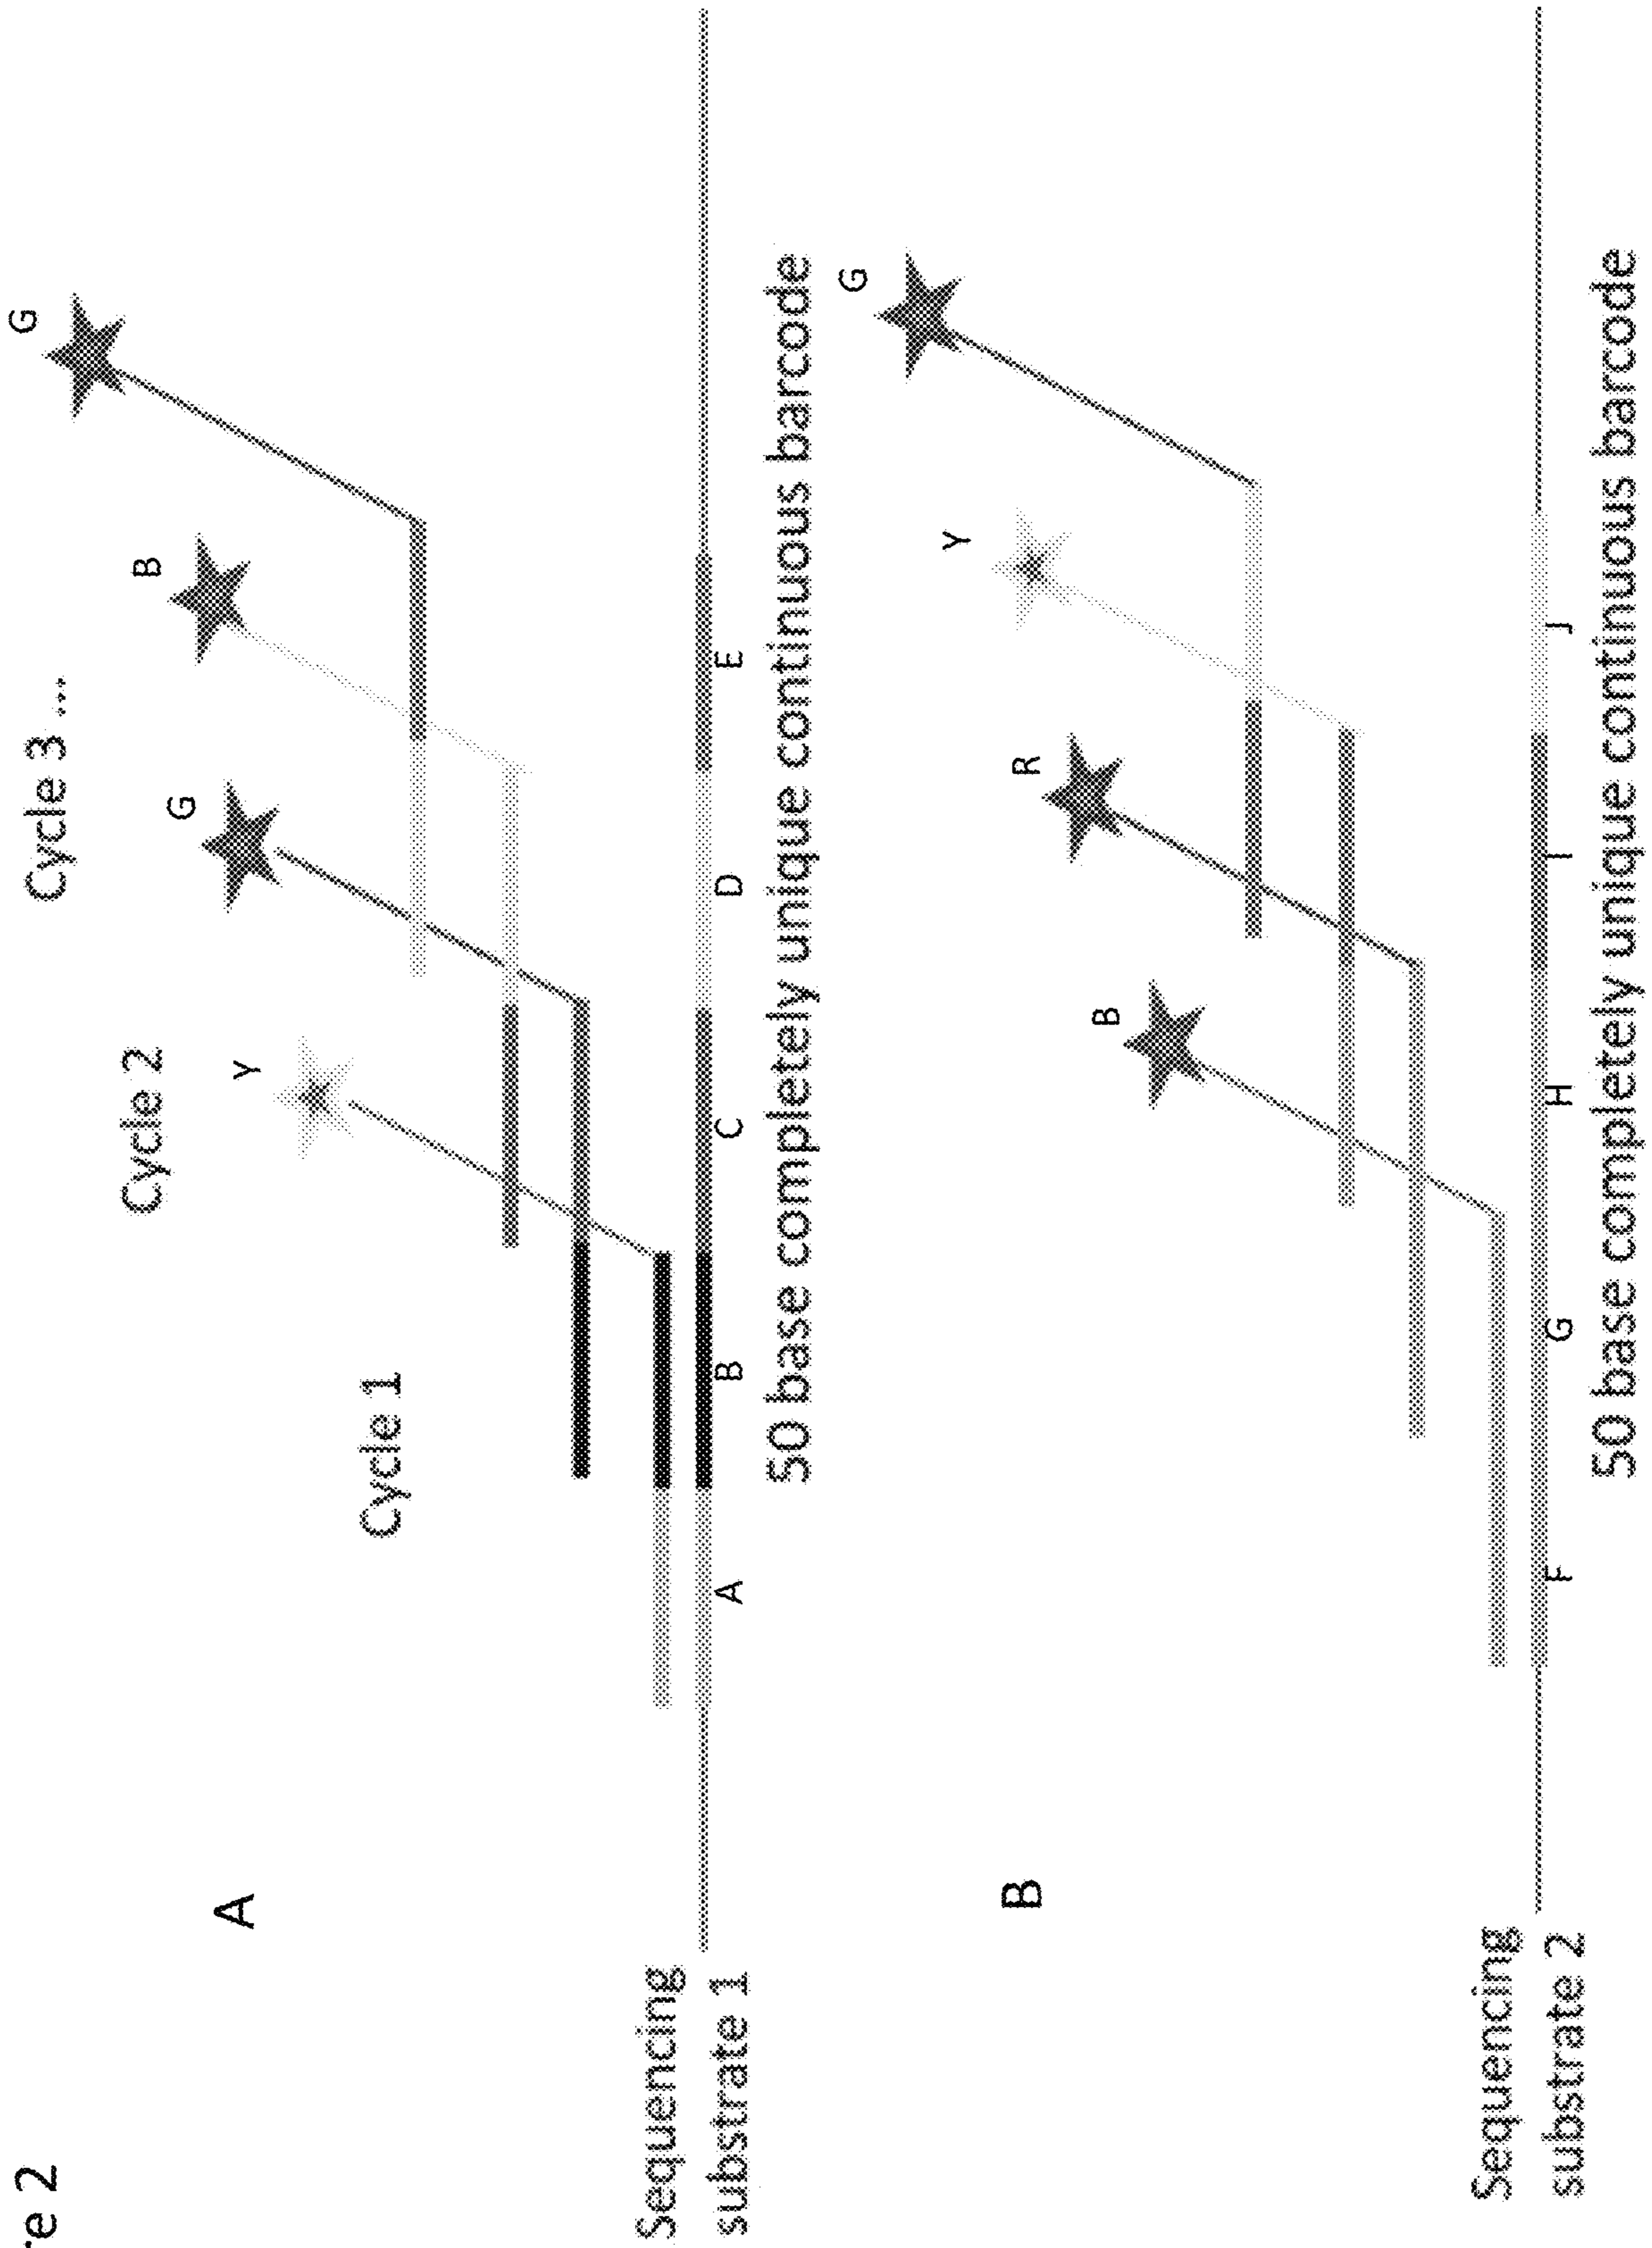 re 2
A
Cycle 1
Cycle 2
Cycle 3 ...
Y
G
B
G
Sequencing
substrate 1
A
B
C
D
E
50 base completely unique continuous barcode
B
B
R
Y
G
Sequencing
substrate 2
F
G
H
I
J
50 base completely unique continuous barcode